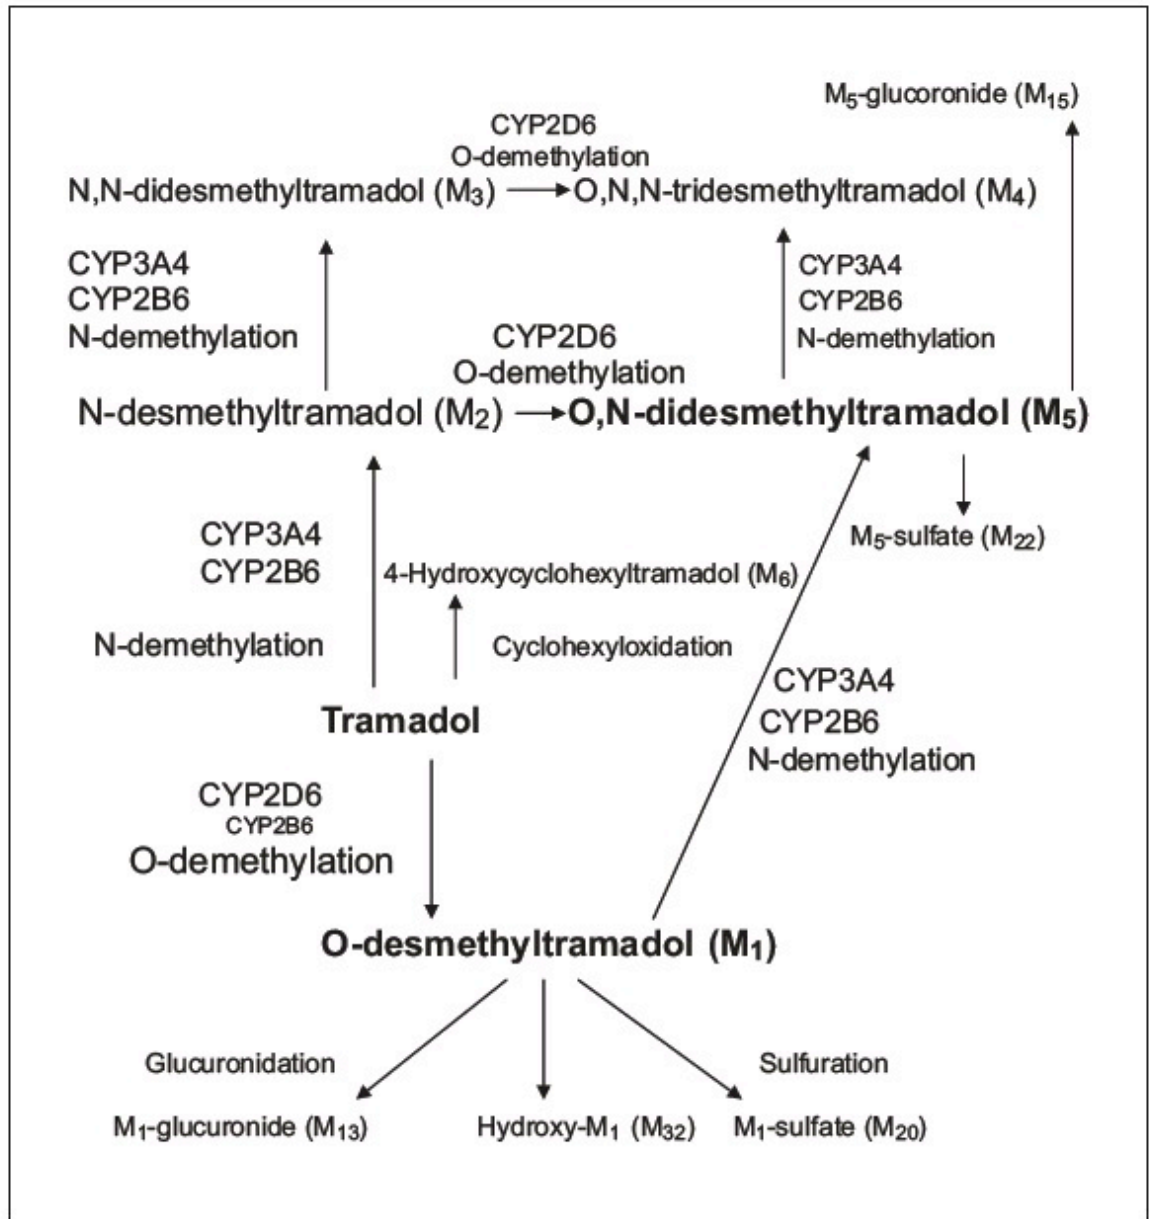 M₅-glucoronide (M₁₅)
CYP2D6
O-demethylation
N,N-didesmethyltramadol (M₃) → O,N,N-tridesmethyltramadol (M₄)
CYP3A4
CYP2B6
N-demethylation
CYP3A4
CYP2B6
N-demethylation
CYP2D6
O-demethylation
N-desmethyltramadol (M₂) → O,N-didesmethyltramadol (M₅)
M₅-sulfate (M₂₂)
CYP3A4
CYP2B6
N-demethylation
4-Hydroxycyclohexyltramadol (M₆)
Cyclohexyloxidation
CYP3A4
CYP2B6
N-demethylation
Tramadol
CYP2D6
CYP2B6
O-demethylation
O-desmethyltramadol (M₁)
Glucuronidation
Sulfuration
M₁-glucuronide (M₁₃)
Hydroxy-M₁ (M₃₂)
M₁-sulfate (M₂₀)